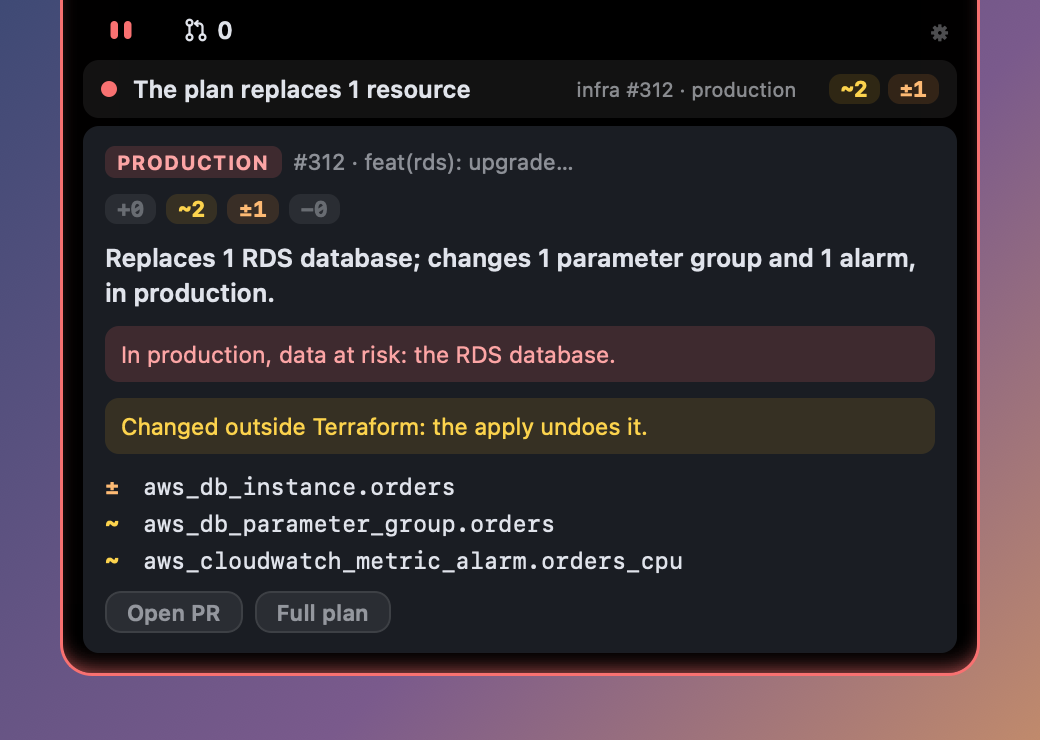 0
The plan replaces 1 resource infra #312 · production ~2 ±1
PRODUCTION #312 · feat(rds): upgrade…
+0 ~2 ±1 −0
Replaces 1 RDS database; changes 1 parameter group and 1 alarm,
in production.
In production, data at risk: the RDS database.
Changed outside Terraform: the apply undoes it.
± aws_db_instance.orders
~ aws_db_parameter_group.orders
~ aws_cloudwatch_metric_alarm.orders_cpu
Open PR Full plan